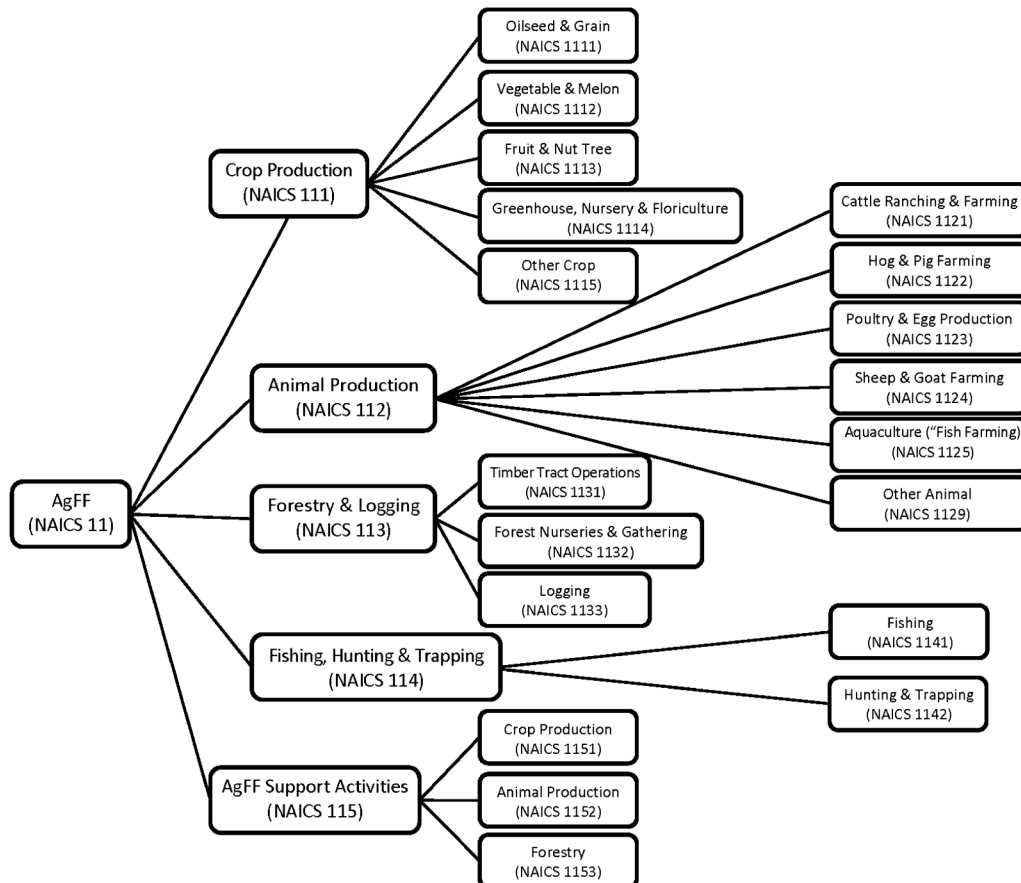 Oilseed & Grain
(NAICS 1111)
Vegetable & Melon
(NAICS 1112)
Fruit & Nut Tree
(NAICS 1113)
Greenhouse, Nursery & Floriculture
(NAICS 1114)
Other Crop
(NAICS 1115)
Crop Production
(NAICS 111)
Cattle Ranching & Farming
(NAICS 1121)
Hog & Pig Farming
(NAICS 1122)
Poultry & Egg Production
(NAICS 1123)
Sheep & Goat Farming
(NAICS 1124)
Aquaculture (“Fish Farming)
(NAICS 1125)
Other Animal
(NAICS 1129)
Animal Production
(NAICS 112)
AgFF
(NAICS 11)
Forestry & Logging
(NAICS 113)
Timber Tract Operations
(NAICS 1131)
Forest Nurseries & Gathering
(NAICS 1132)
Logging
(NAICS 1133)
Fishing, Hunting & Trapping
(NAICS 114)
Fishing
(NAICS 1141)
Hunting & Trapping
(NAICS 1142)
AgFF Support Activities
(NAICS 115)
Crop Production
(NAICS 1151)
Animal Production
(NAICS 1152)
Forestry
(NAICS 1153)